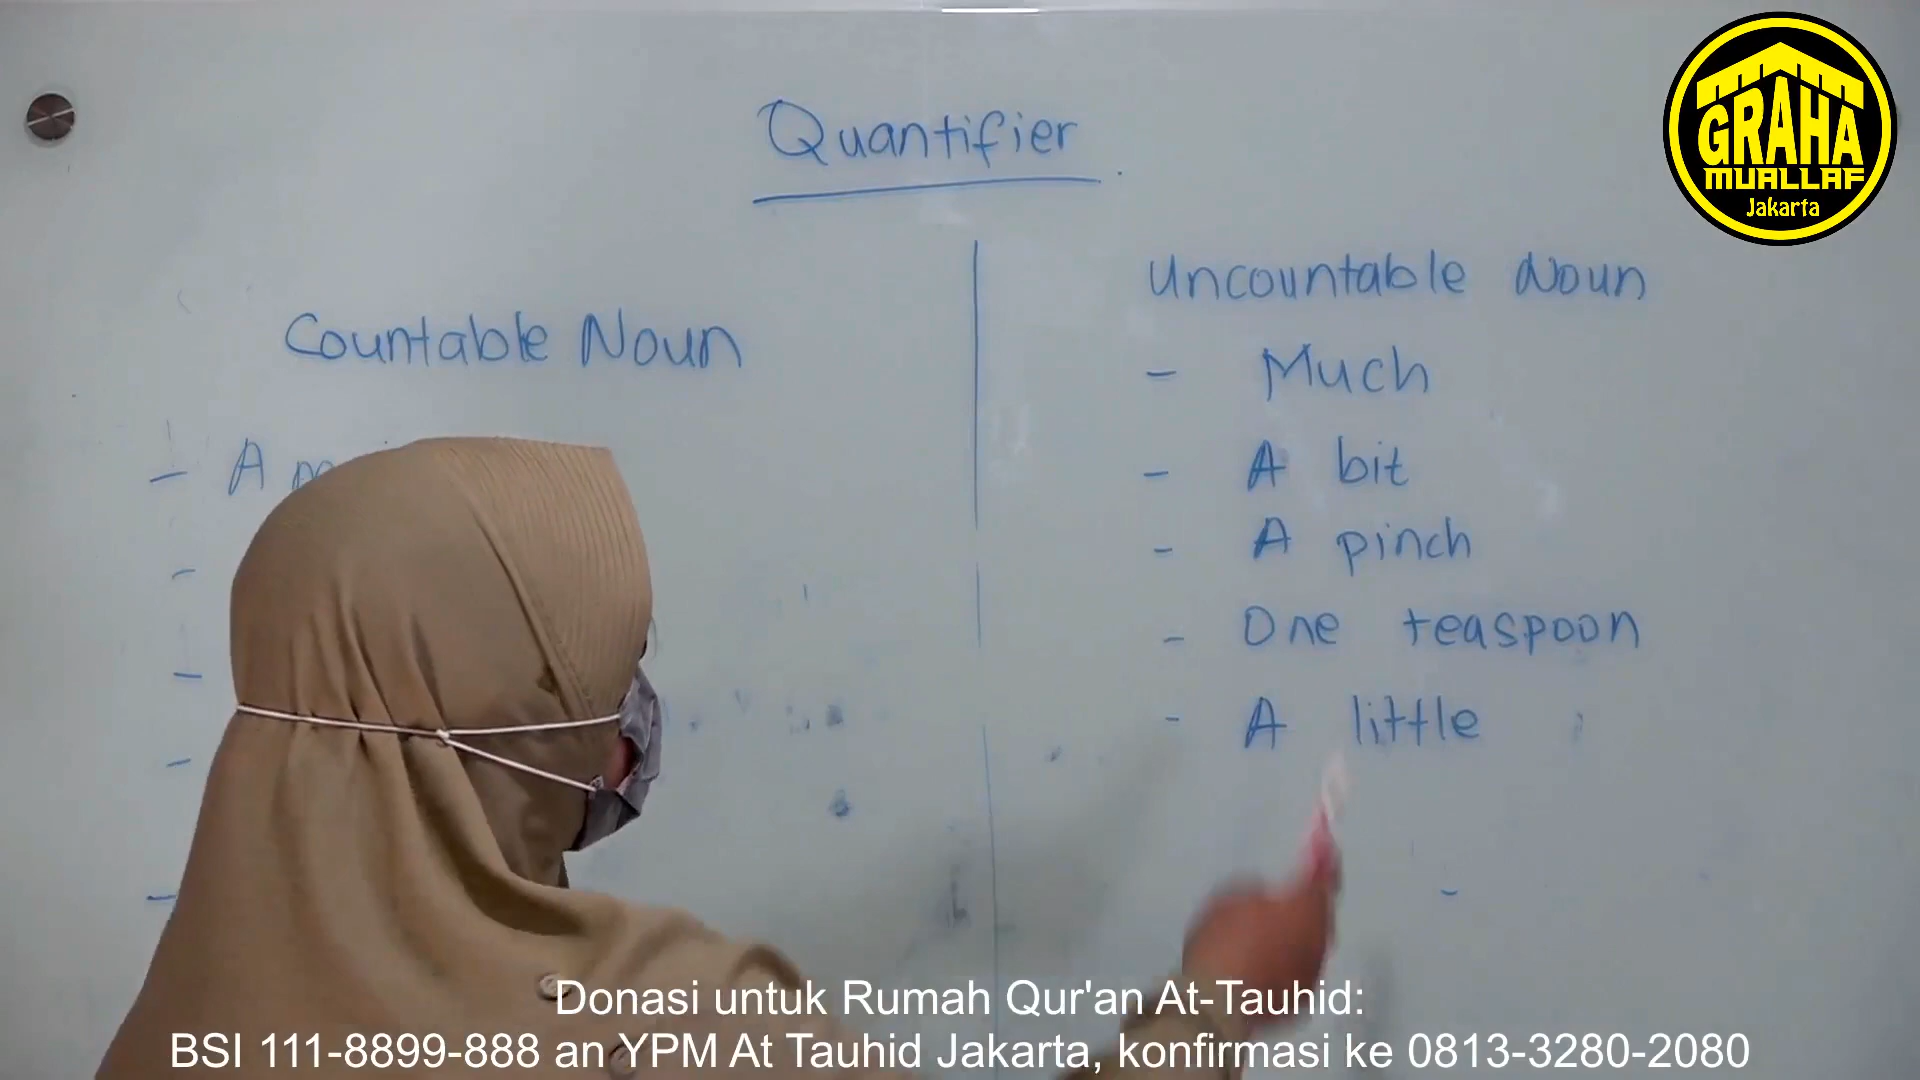 Quantifier
Countable Noun
- A
-
-
-
-
Uncountable Noun
- Much
- A bit
- A pinch
- One teaspoon
- A little
GRAHA
MUALLAF
Jakarta
Donasi untuk Rumah Qur'an At-Tauhid:
BSI 111-8899-888 an YPM At Tauhid Jakarta, konfirmasi ke 0813-3280-2080